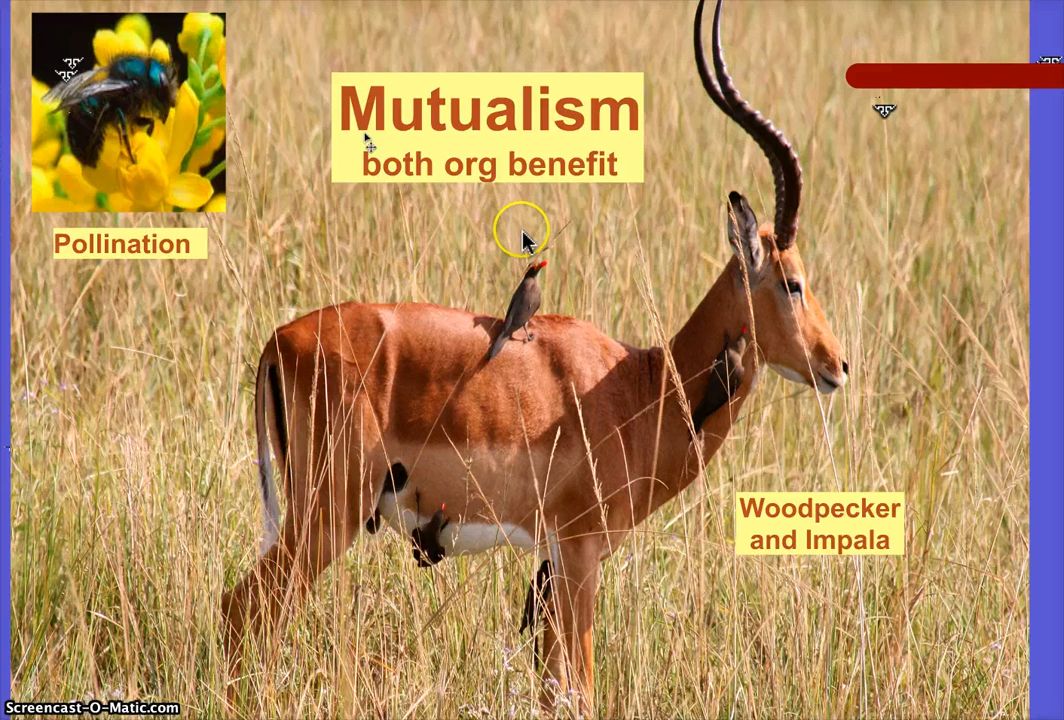 Mutualism
both org benefit
Pollination
Woodpecker
and Impala
Screencast-O-Matic.com